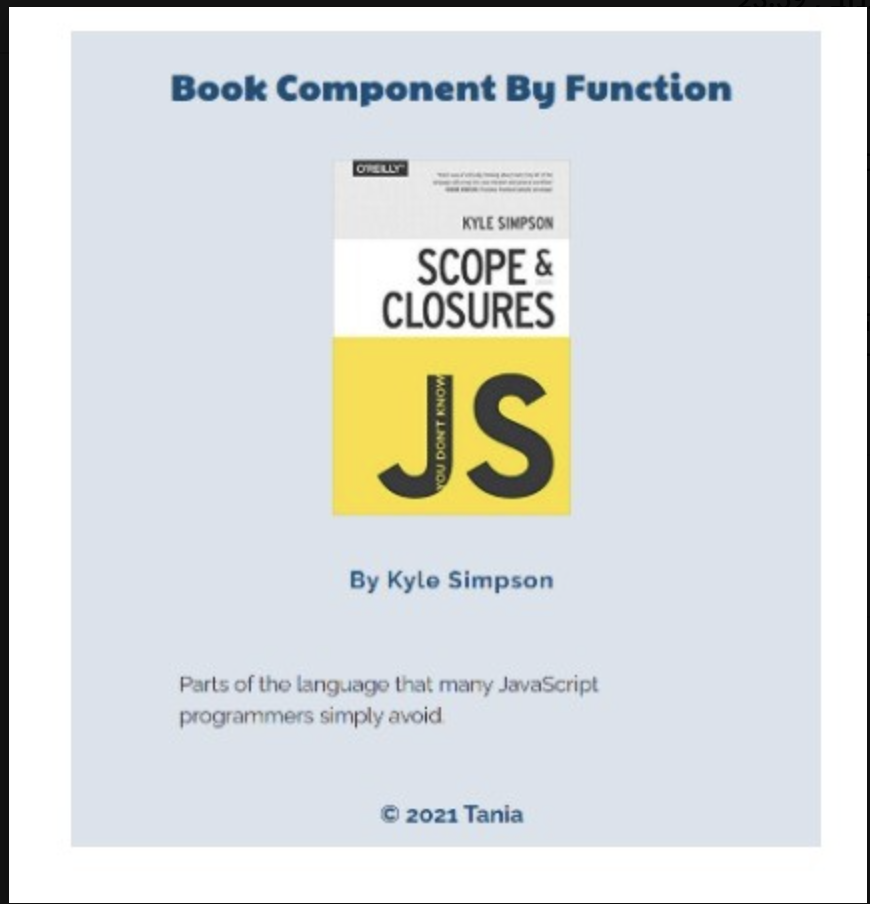 Book Component By Function
O'REILLY
KYLE SIMPSON
SCOPE &
CLOSURES
YOU DON'T KNOW
JS
By Kyle Simpson
Parts of the language that many JavaScript
programmers simply avoid.
© 2021 Tania